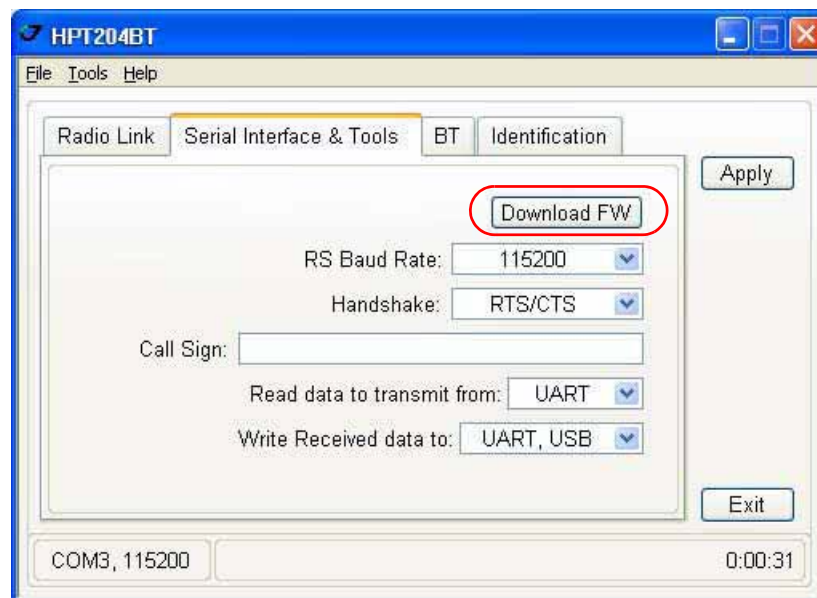 HPT204BT
File Tools Help
Radio Link Serial Interface & Tools BT Identification
Apply
Download FW
RS Baud Rate: 115200
Handshake: RTS/CTS
Call Sign:
Read data to transmit from: UART
Write Received data to: UART, USB
Exit
COM3, 115200 0:00:31